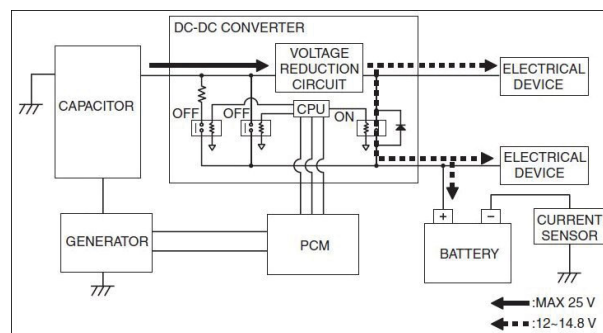 DC-DC CONVERTER
CAPACITOR
VOLTAGE
REDUCTION
CIRCUIT
ELECTRICAL
DEVICE
OFF
OFF
CPU
ON
ELECTRICAL
DEVICE
GENERATOR
PCM
+
−
BATTERY
CURRENT
SENSOR
:MAX 25 V
:12~14.8 V